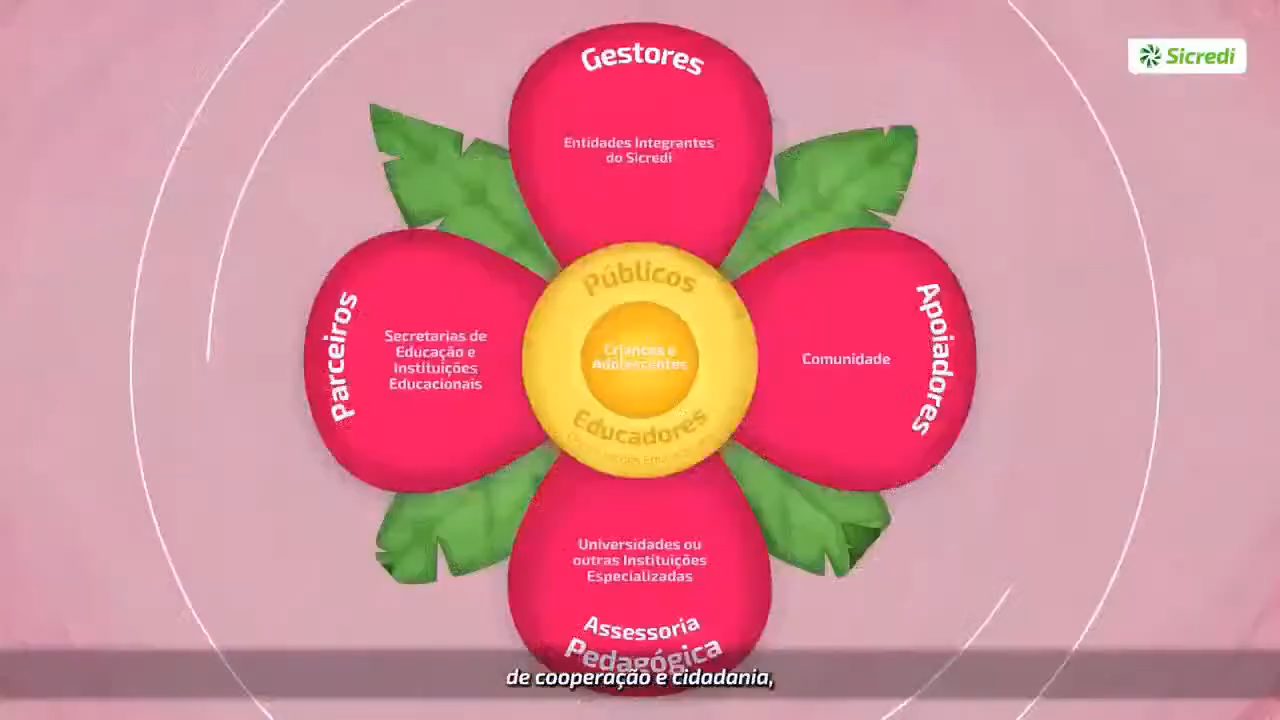 Gestores
Sicredi
Entidades Integrantes
do Sicredi
Públicos
Parceiros
Secretarias de
Educação e
Instituições
Educacionais
Crianças e
Adolescentes
Comunidade
Apoiadores
Educadores
Universidades ou
outras Instituições
Especializadas
Assessoria
Pedagógica
de cooperação e cidadania,